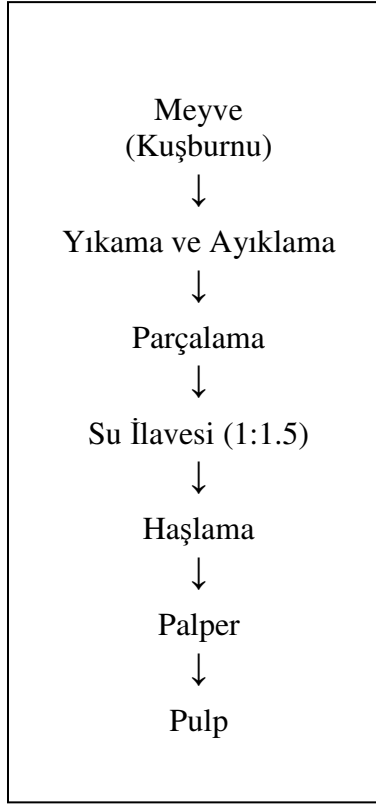 Meyve
(Kuşburnu)
↓
Yıkama ve Ayıklama
↓
Parçalama
↓
Su İlavesi (1:1.5)
↓
Haşlama
↓
Palper
↓
Pulp